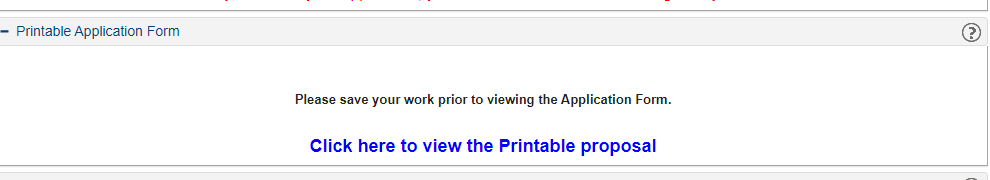 Printable Application Form
Please save your work prior to viewing the Application Form.
Click here to view the Printable proposal